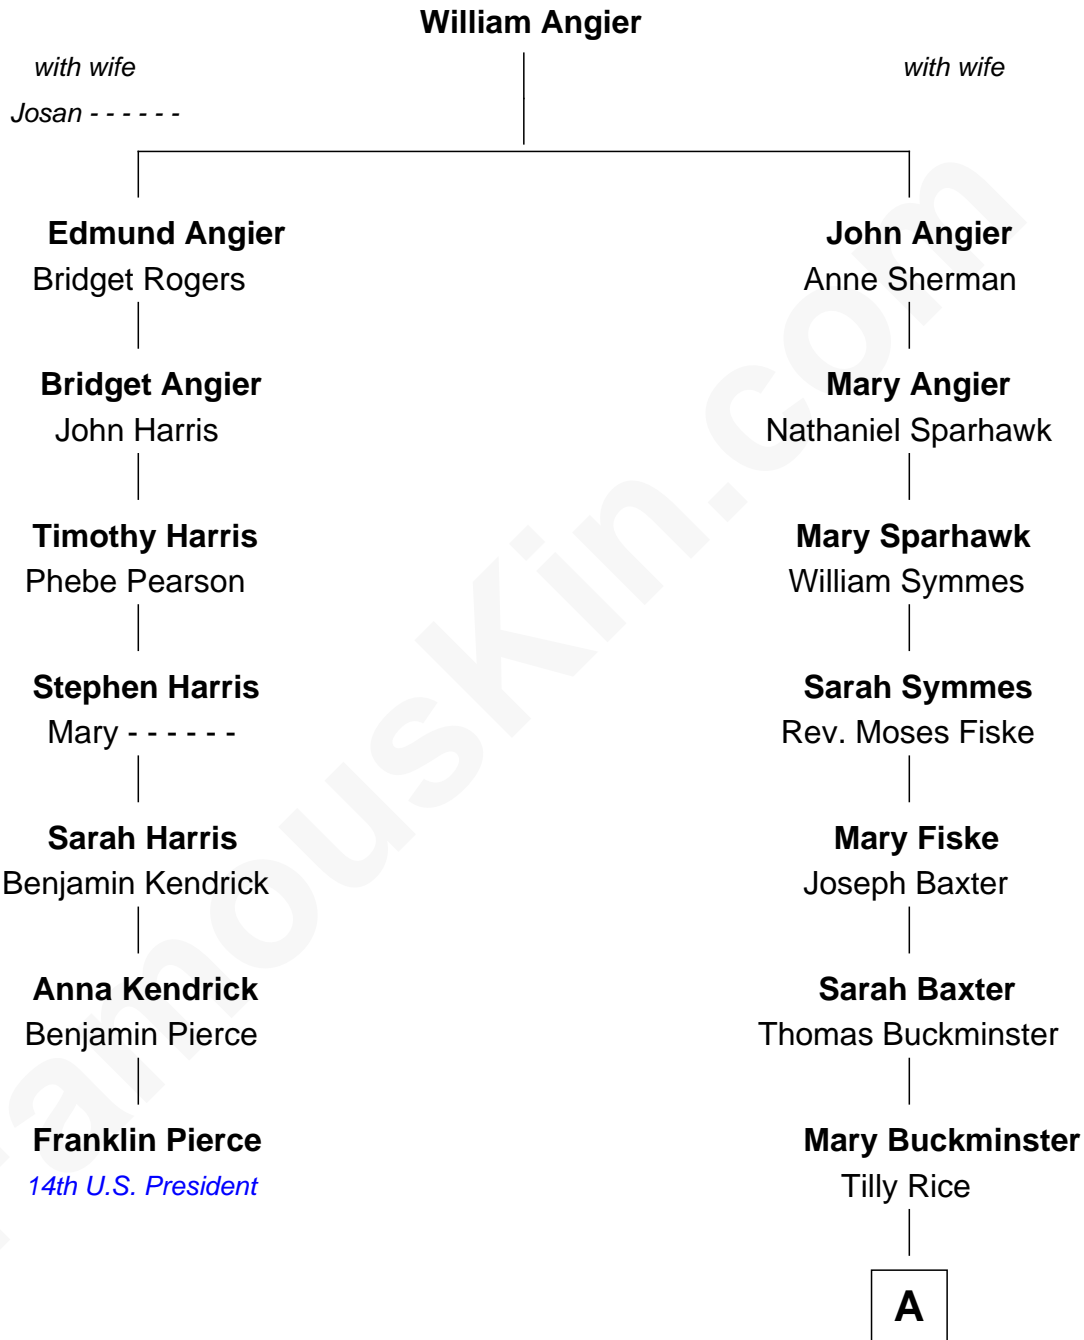 William Angier
with wife
with wife
Josan - - - - - -
Edmund Angier
John Angier
Bridget Rogers
Anne Sherman
Bridget Angier
Mary Angier
John Harris
Nathaniel Sparhawk
Timothy Harris
Mary Sparhawk
Phebe Pearson
William Symmes
Stephen Harris
Sarah Symmes
Mary - - - - - -
Rev. Moses Fiske
Sarah Harris
Mary Fiske
Benjamin Kendrick
Joseph Baxter
Anna Kendrick
Sarah Baxter
Benjamin Pierce
Thomas Buckminster
Franklin Pierce
Mary Buckminster
14th U.S. President
Tilly Rice
A
FamousKin.com